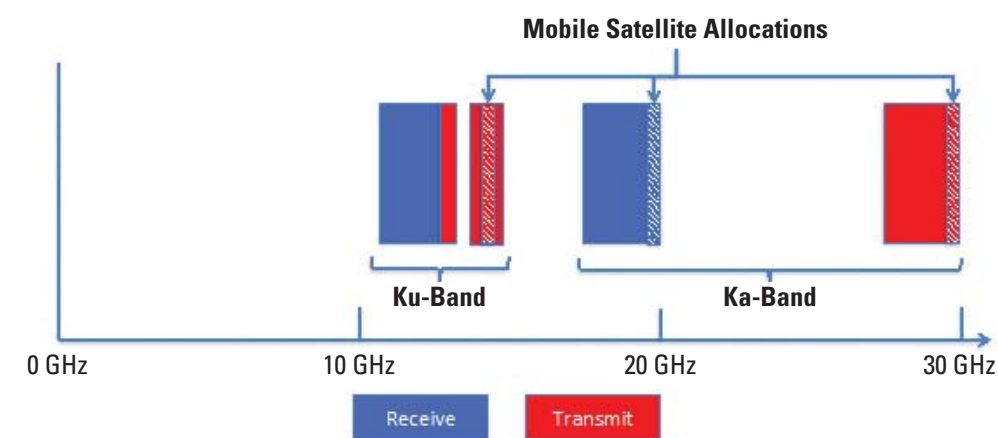 Mobile Satellite Allocations
Ku-Band
Ka-Band
0 GHz
10 GHz
20 GHz
30 GHz
Receive
Transmit